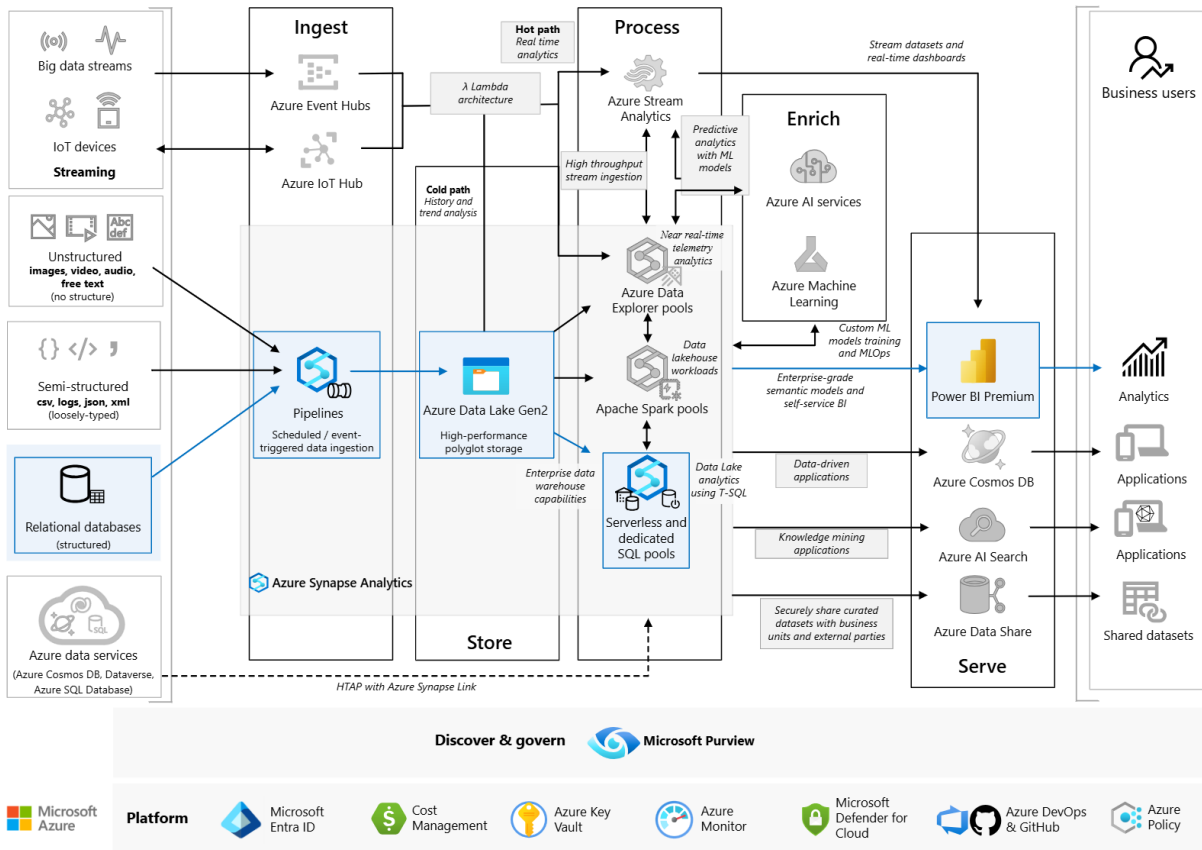 Ingest
Process
Hot path
Real time
analytics
Stream datasets and
real-time dashboards
Big data streams
Azure Event Hubs
λ Lambda
architecture
Azure Stream
Analytics
Business users
IoT devices
Streaming
Azure IoT Hub
High throughput
stream ingestion
Predictive
analytics
with ML
models
Enrich
Azure AI services
Cold path
History and
trend analysis
Abc
def
Unstructured
images, video, audio,
free text
(no structure)
Near real-time
telemetry
analytics
Azure Data
Explorer pools
Azure Machine
Learning
Semi-structured
csv, logs, json, xml
(loosely-typed)
Pipelines
Scheduled / event-
triggered data ingestion
Azure Data Lake Gen2
High-performance
polyglot storage
Data
lakehouse
workloads
Apache Spark pools
Custom ML
models training
and MLOps
Enterprise-grade
semantic models and
self-service BI
Power BI Premium
Analytics
Relational databases
(structured)
Enterprise data
warehouse
capabilities
Data Lake
analytics
using T-SQL
Serverless and
dedicated
SQL pools
Data-driven
applications
Azure Cosmos DB
Applications
Knowledge mining
applications
Azure AI Search
Applications
Azure Synapse Analytics
Securely share curated
datasets with business
units and external parties
Azure Data Share
Shared datasets
SQL
Azure data services
(Azure Cosmos DB, Dataverse,
Azure SQL Database)
Store
Serve
HTAP with Azure Synapse Link
Discover & govern
Microsoft Purview
Microsoft
Azure
Platform
Microsoft
Entra ID
Cost
Management
Azure Key
Vault
Azure
Monitor
Microsoft
Defender for
Cloud
Azure DevOps
& GitHub
Azure
Policy